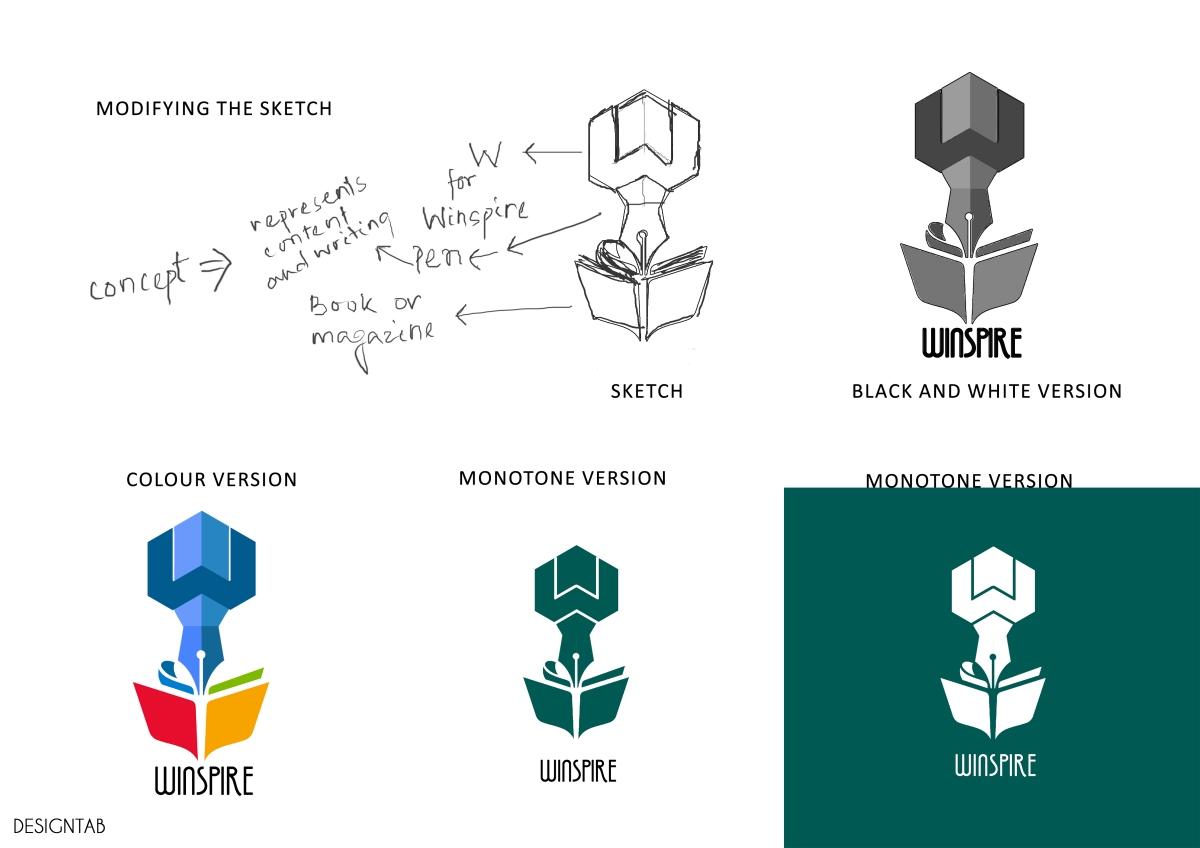 MODIFYING THE SKETCH
W
for
Winspire
represents
content
and writing
concept ⇒
Pen
Book or
magazine
SKETCH
WINSPIRE
BLACK AND WHITE VERSION
COLOUR VERSION
MONOTONE VERSION
MONOTONE VERSION
WINSPIRE
WINSPIRE
WINSPIRE
DESIGNTAB